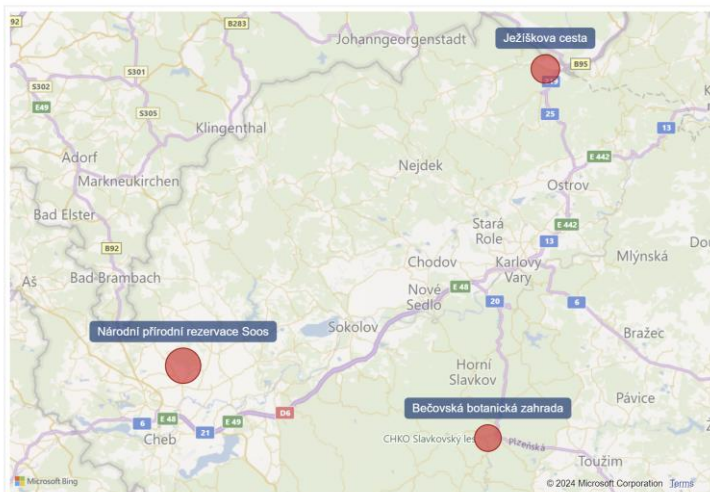 92
B283
Johanngeorgenstadt
Ježíškova cesta
B95
S302
S301
E49
S305
25
Klingenthal
13
Nejdek
E 442
Adorf
Markneukirchen
Ostrov
Bad Elster
Stará
Role
E 442
B92
13
Mlýnská
Aš
Bad Brambach
Chodov
Karlovy
Vary
Nové
Sedlo
E 48
20
6
Národní přírodní rezervace Soos
Sokolov
Bražec
Horní
Slavkov
Pávice
Bečovská botanická zahrada
D6
6
E 48
E 49
21
Cheb
CHKO Slavkovsky les
Plzeňská
Toužim
Microsoft Bing
© 2024 Microsoft Corporation Terms